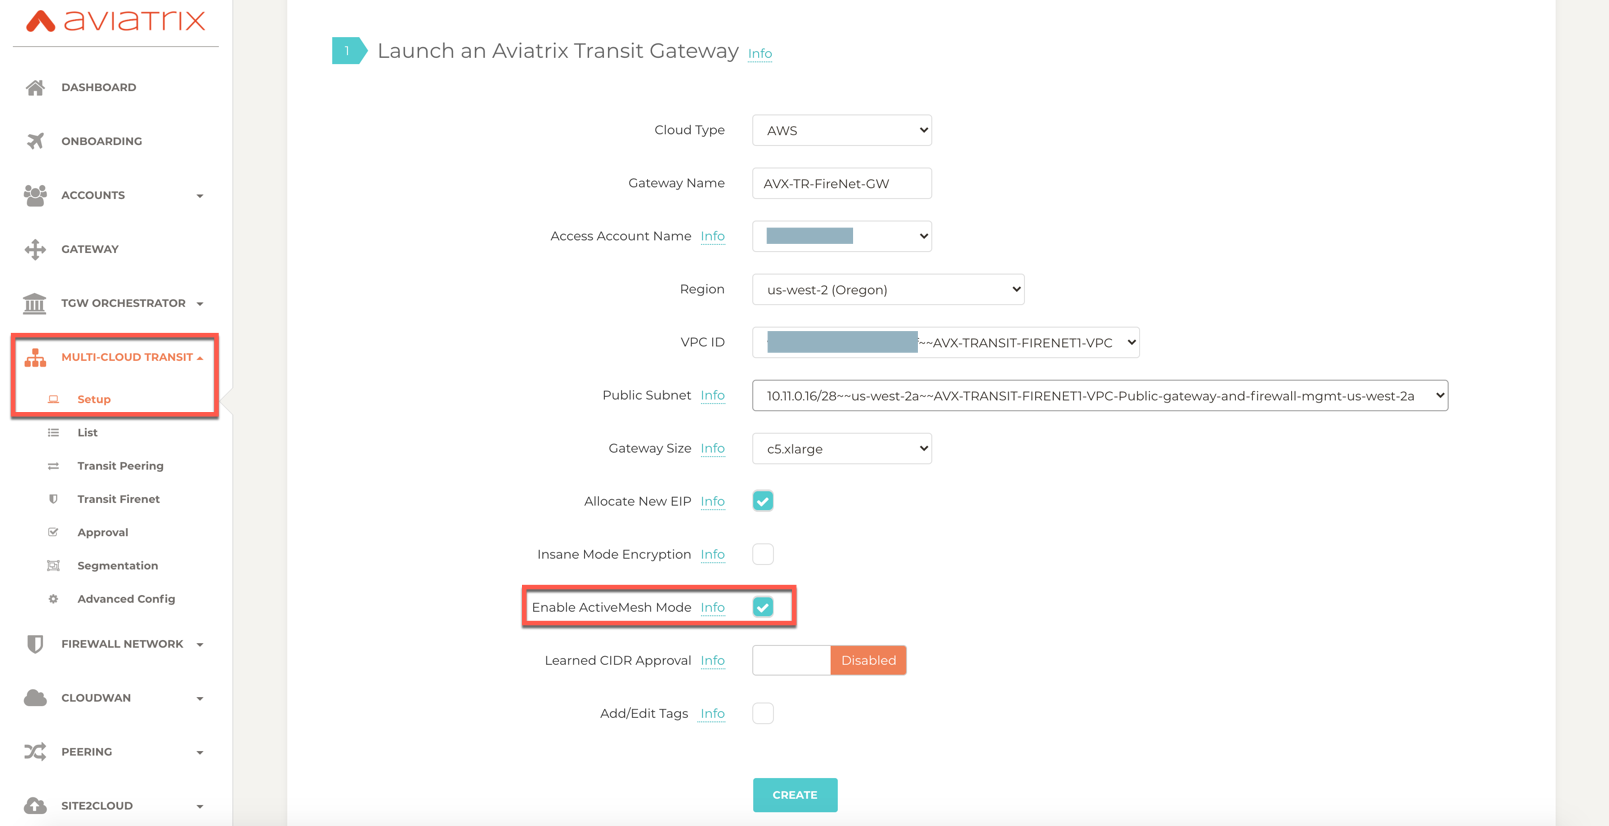 aviatrix
DASHBOARD
ONBOARDING
ACCOUNTS
GATEWAY
TGW ORCHESTRATOR
MULTI-CLOUD TRANSIT
Setup
List
Transit Peering
Transit Firenet
Approval
Segmentation
Advanced Config
FIREWALL NETWORK
CLOUDWAN
PEERING
SITE2CLOUD
1 Launch an Aviatrix Transit Gateway Info
Cloud Type AWS
Gateway Name AVX-TR-FireNet-GW
Access Account Name Info
Region us-west-2 (Oregon)
VPC ID ~~AVX-TRANSIT-FIRENET1-VPC
Public Subnet Info 10.11.0.16/28~~us-west-2a~~AVX-TRANSIT-FIRENET1-VPC-Public-gateway-and-firewall-mgmt-us-west-2a
Gateway Size Info c5.xlarge
Allocate New EIP Info
Insane Mode Encryption Info
Enable ActiveMesh Mode Info
Learned CIDR Approval Info Disabled
Add/Edit Tags Info
CREATE